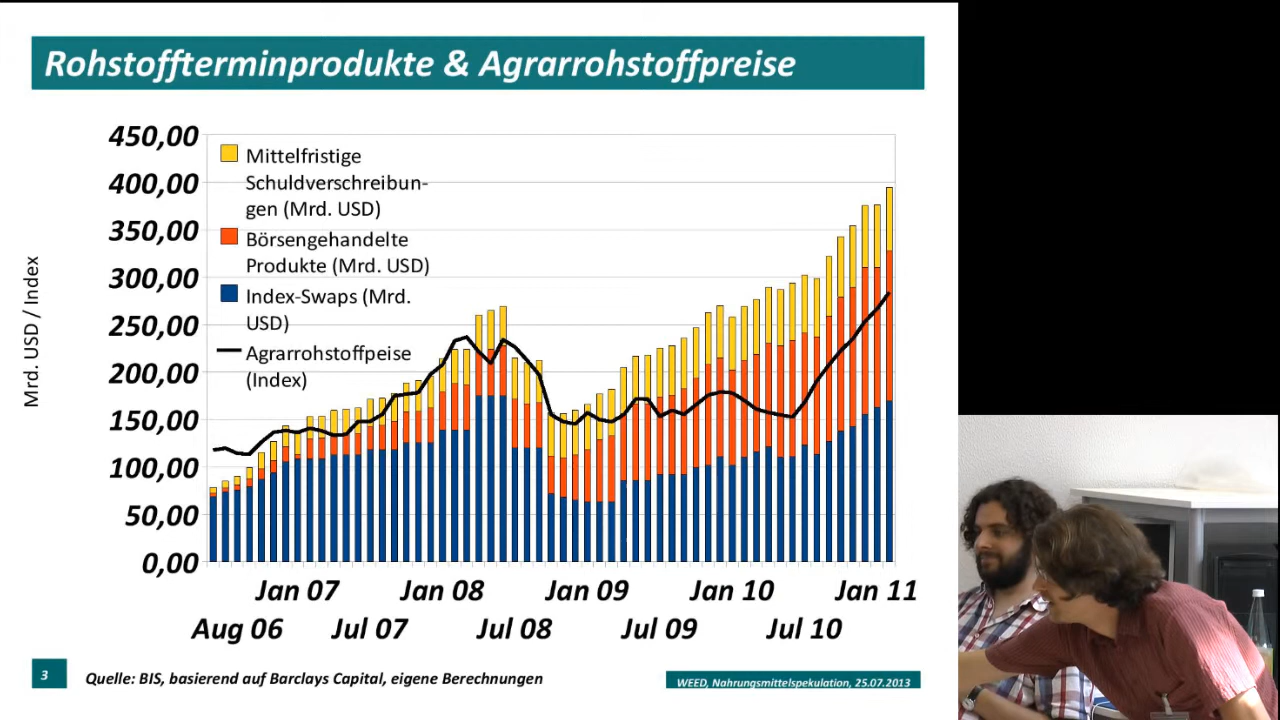 Rohstoffterminprodukte & Agrarrohstoffpreise
Mrd. USD / Index
450,00
400,00
350,00
300,00
250,00
200,00
150,00
100,00
50,00
0,00
Mittelfristige
Schuldverschreibun-
gen (Mrd. USD)
Börsengehandelte
Produkte (Mrd. USD)
Index-Swaps (Mrd.
USD)
Agrarrohstoffpeise
(Index)
Jan 07
Jan 08
Jan 09
Jan 10
Jan 11
Aug 06
Jul 07
Jul 08
Jul 09
Jul 10
3
Quelle: BIS, basierend auf Barclays Capital, eigene Berechnungen
WEED, Nahrungsmittelspekulation, 25.07.2013